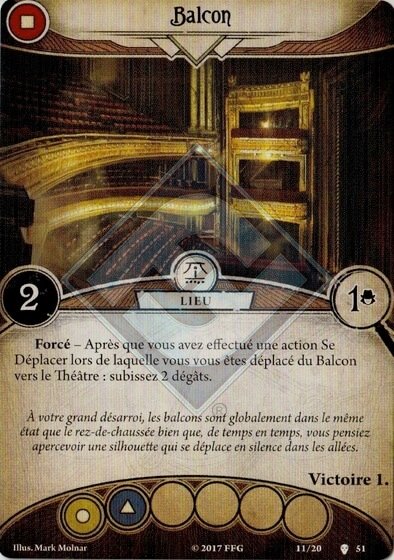 Balcon
2
LIEU
1
Forcé – Après que vous avez effectué une action Se
Déplacer lors de laquelle vous vous êtes déplacé du Balcon
vers le Théâtre : subissez 2 dégâts.
À votre grand désarroi, les balcons sont globalement dans le même
état que le rez-de-chaussée bien que, de temps en temps, vous pensiez
apercevoir une silhouette qui se déplace en silence dans les allées.
Victoire 1.
Illus. Mark Molnar © 2017 FFG 11/20 51